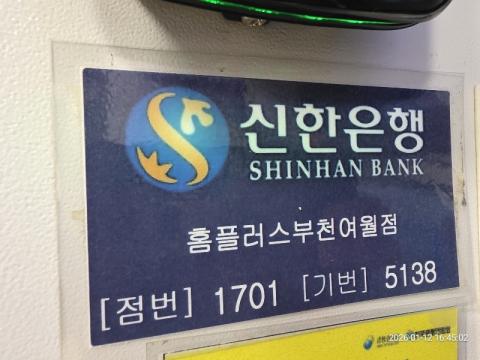 신한은행
SHINHAN BANK
홈플러스부천여월점
[점번] 1701 [기번] 5138
2026-01-12 16:45:02